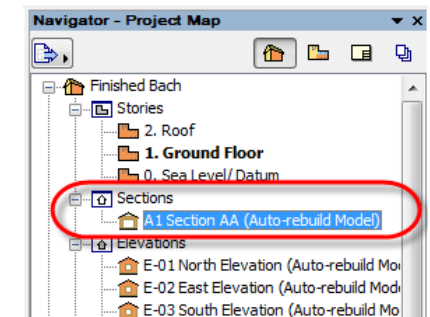 Navigator - Project Map
Finished Bach
Stories
2. Roof
1. Ground Floor
0. Sea Level/ Datum
Sections
A1 Section AA (Auto-rebuild Model)
Elevations
E-01 North Elevation (Auto-rebuild Mo
E-02 East Elevation (Auto-rebuild Mod
E-03 South Elevation (Auto-rebuild Mo